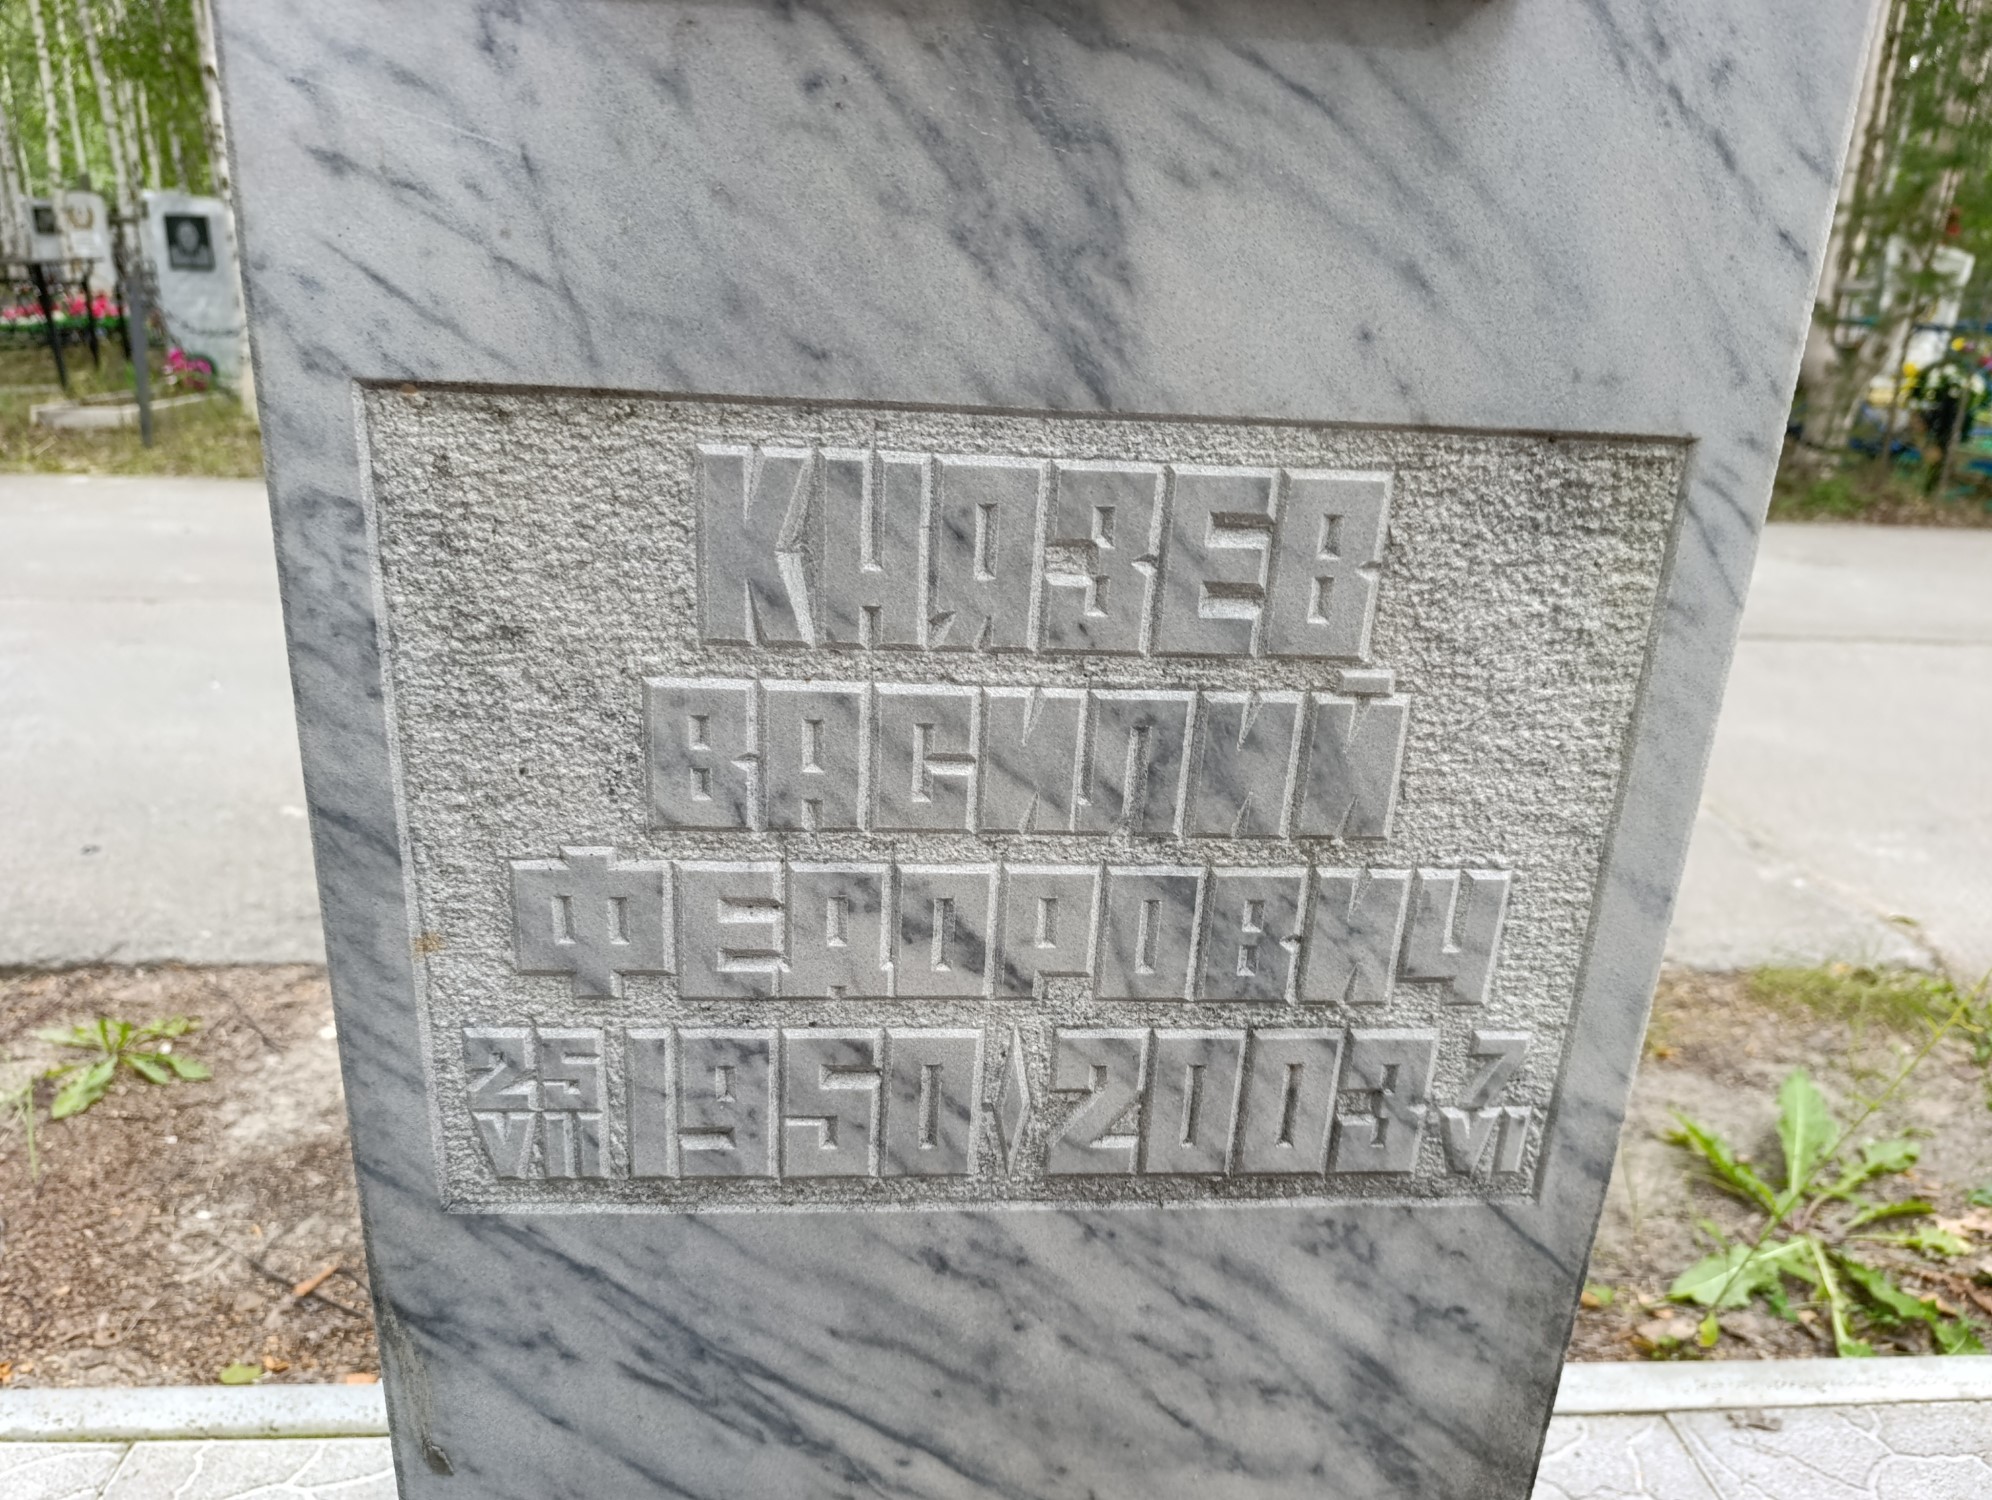 КНЯЗЕВ
ВАСИЛИЙ
ФЕДОРОВИЧ
25 VII 1950 2003 7 VI